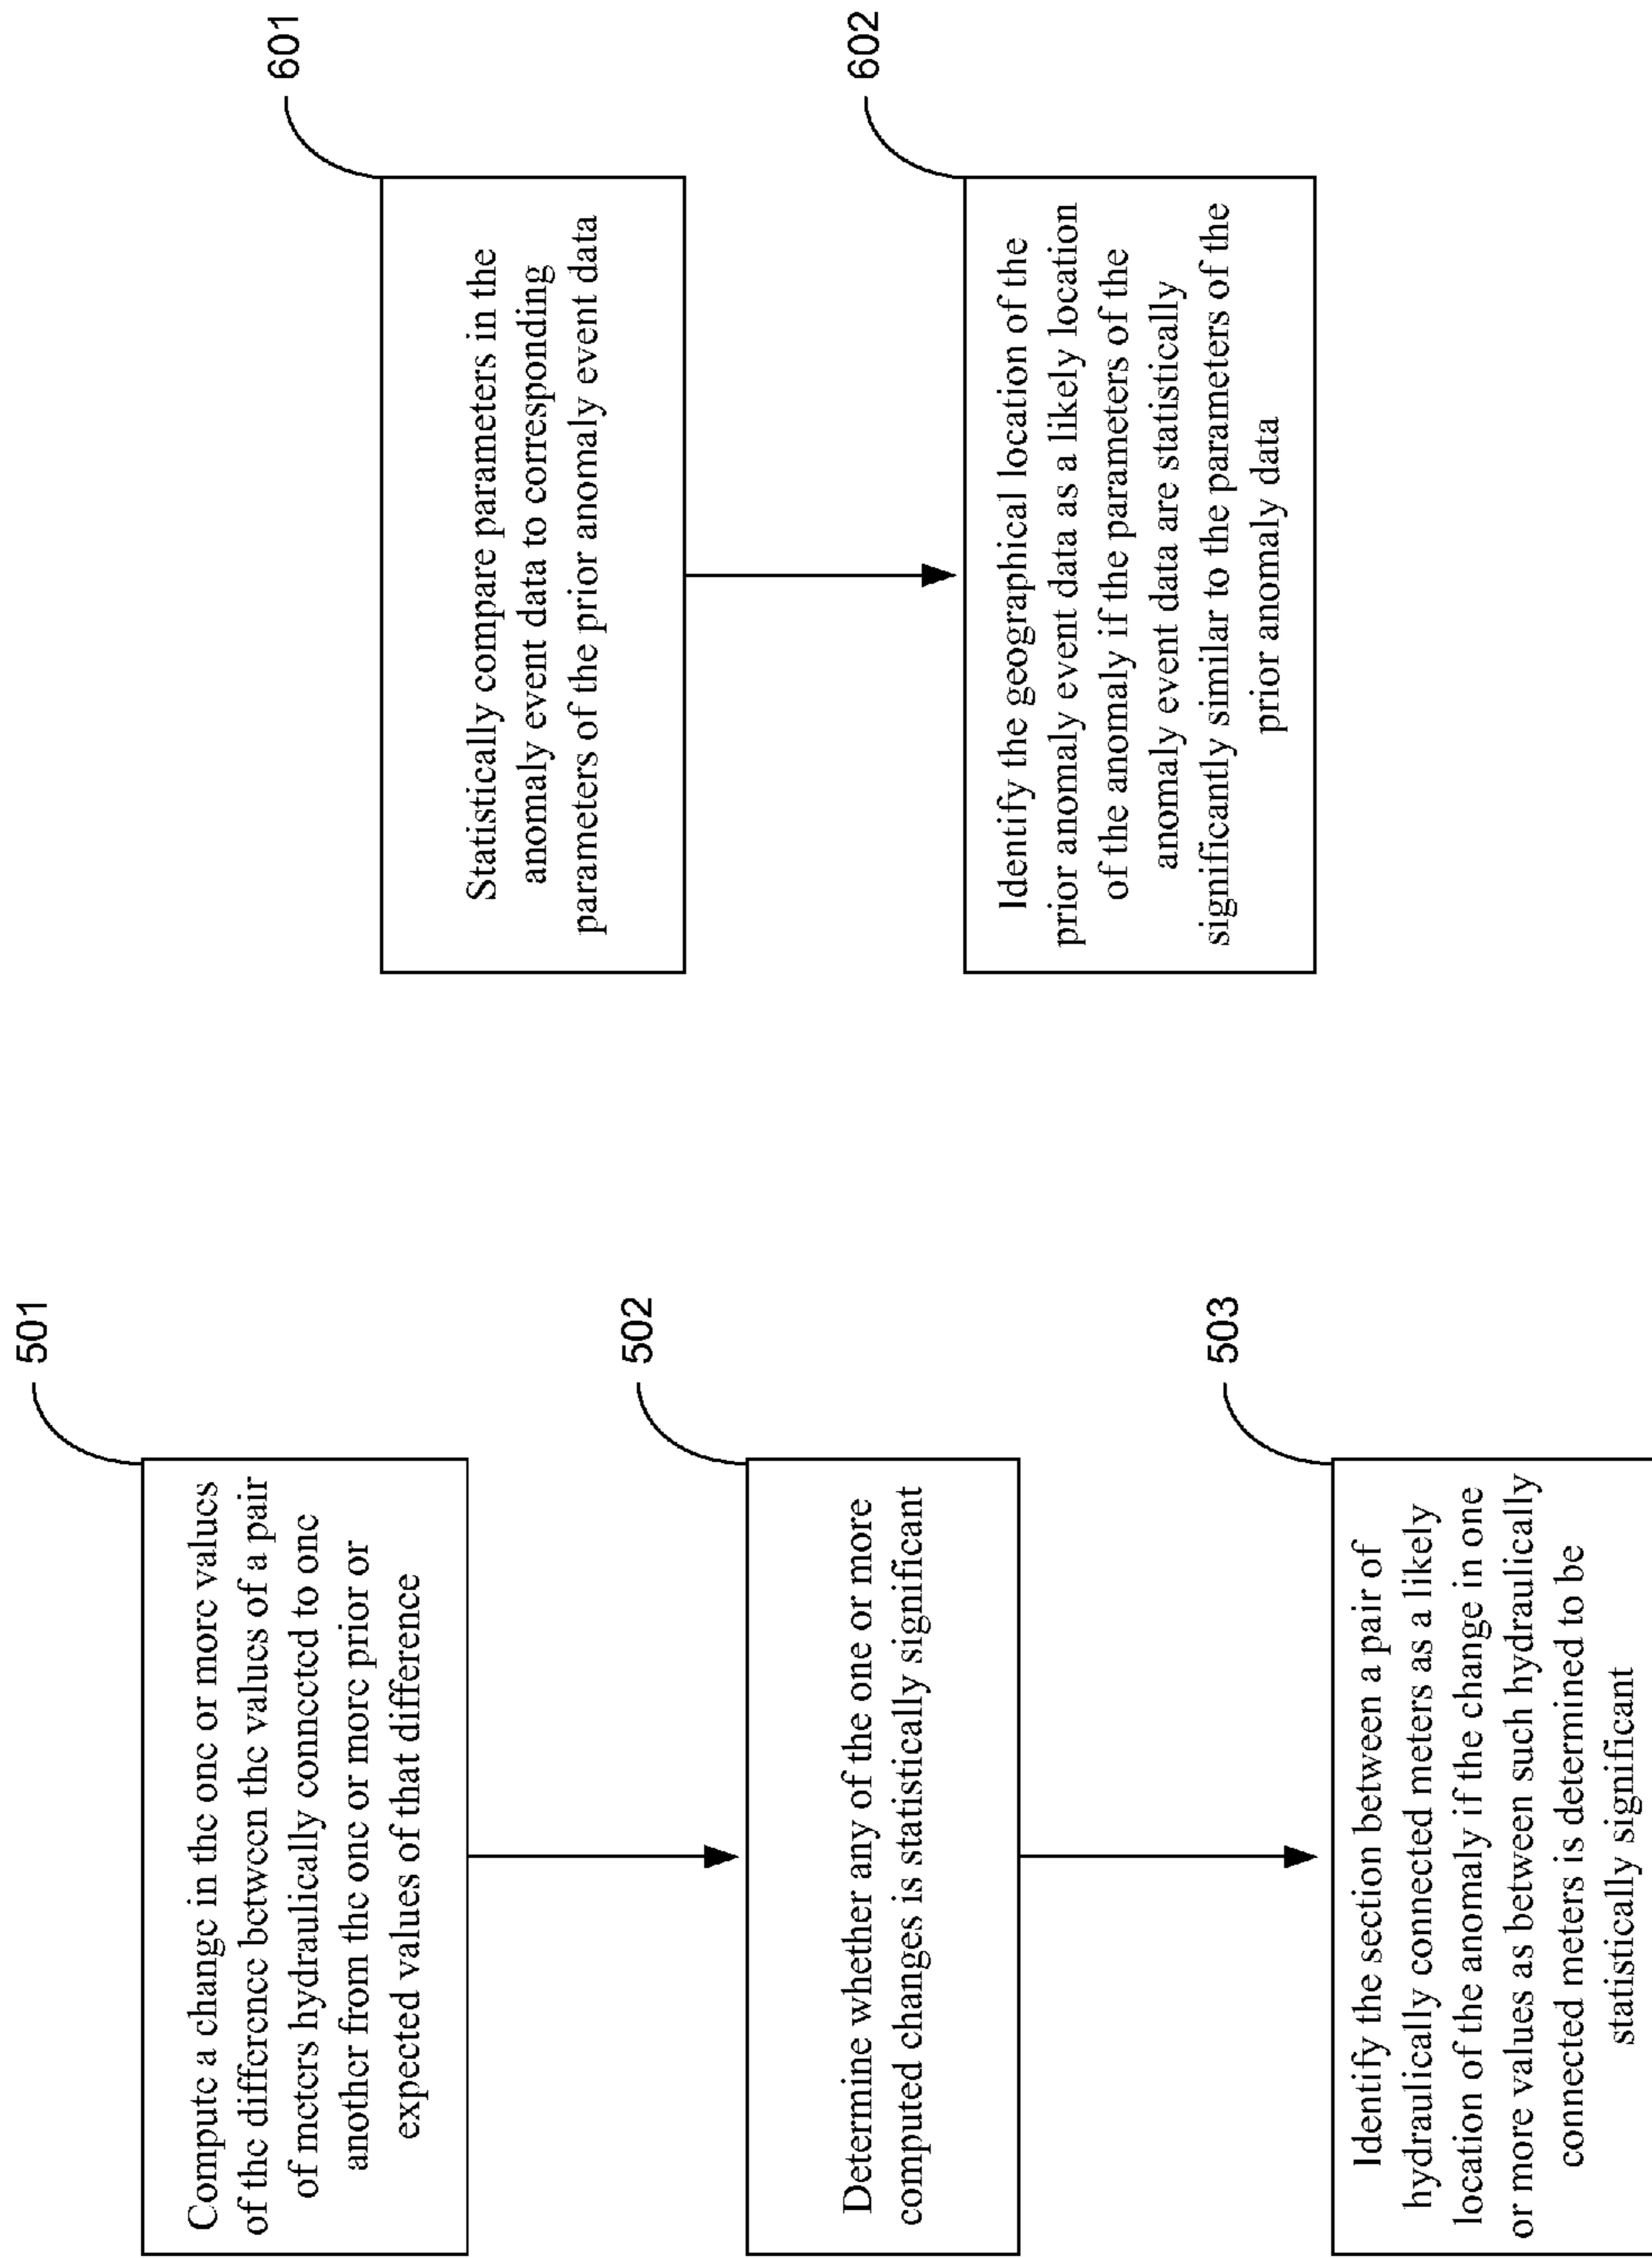 501
Compute a change in the one or more values
of the difference between the values of a pair
of meters hydraulically connected to one
another from the one or more prior or
expected values of that difference
502
Determine whether any of the one or more
computed changes is statistically significant
503
Identify the section between a pair of
hydraulically connected meters as a likely
location of the anomaly if the change in one
or more values as between such hydraulically
connected meters is determined to be
statistically significant
601
Statistically compare parameters in the
anomaly event data to corresponding
parameters of the prior anomaly event data
602
Identify the geographical location of the
prior anomaly event data as a likely location
of the anomaly if the parameters of the
anomaly event data are statistically
significantly similar to the parameters of the
prior anomaly data